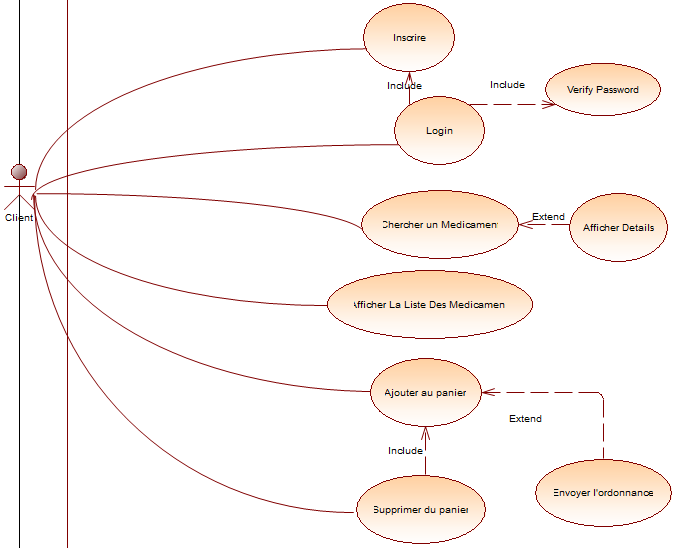 Inscrire
Include
Include
Verify Password
Login
Client
Chercher un Medicament
Extend
Afficher Details
Afficher La Liste Des Medicamen
Ajouter au panier
Extend
Include
Envoyer l'ordonnance
Supprimer du panier